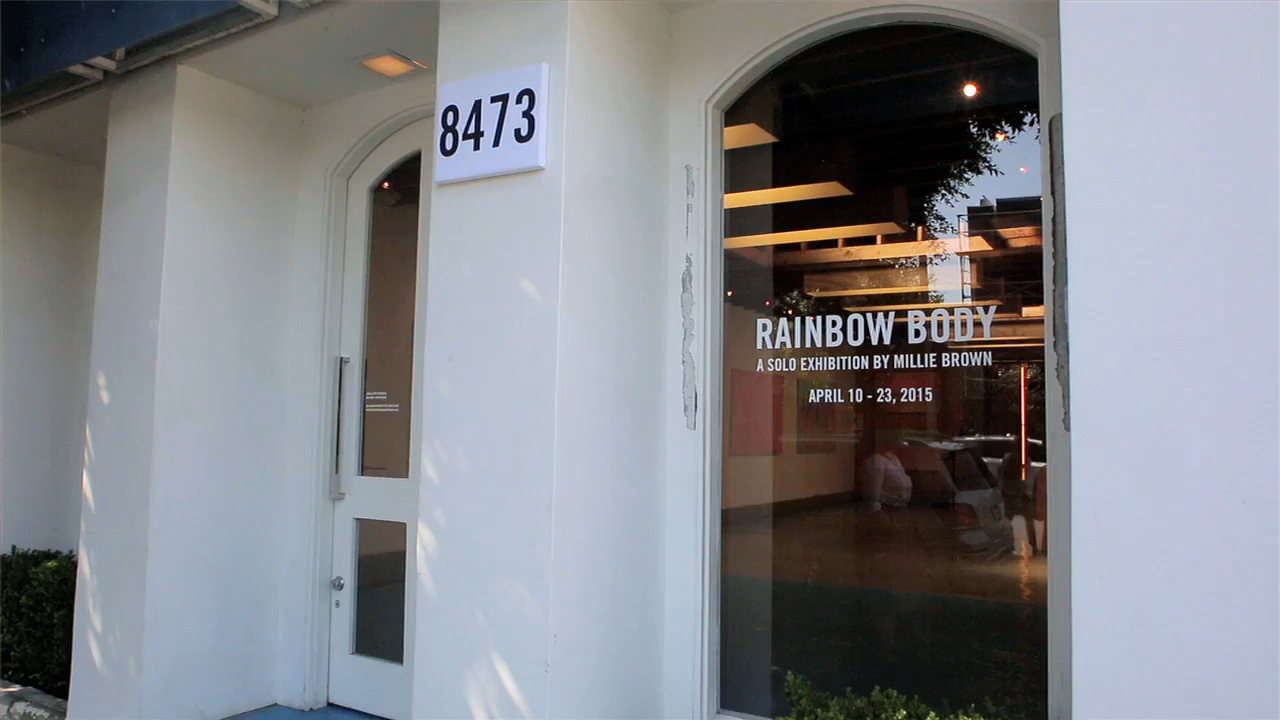 8473
RAINBOW BODY
A SOLO EXHIBITION BY MILLIE BROWN
APRIL 10 - 23, 2015